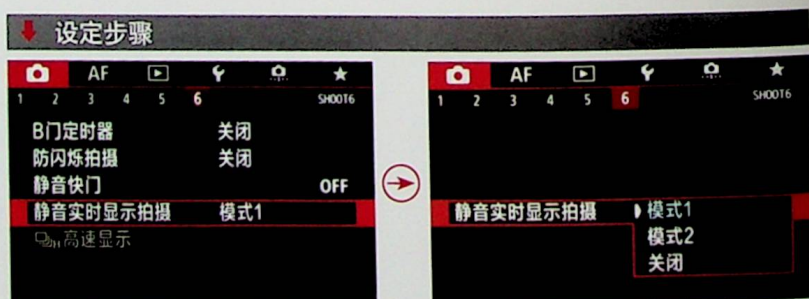 设定步骤
AF
1 2 3 4 5 6 SHOOT6
B门定时器 关闭
防闪烁拍摄 关闭
静音快门 OFF
静音实时显示拍摄 模式1
H高速显示
AF
1 2 3 4 5 6 SHOOT6
静音实时显示拍摄 模式1
模式2
关闭